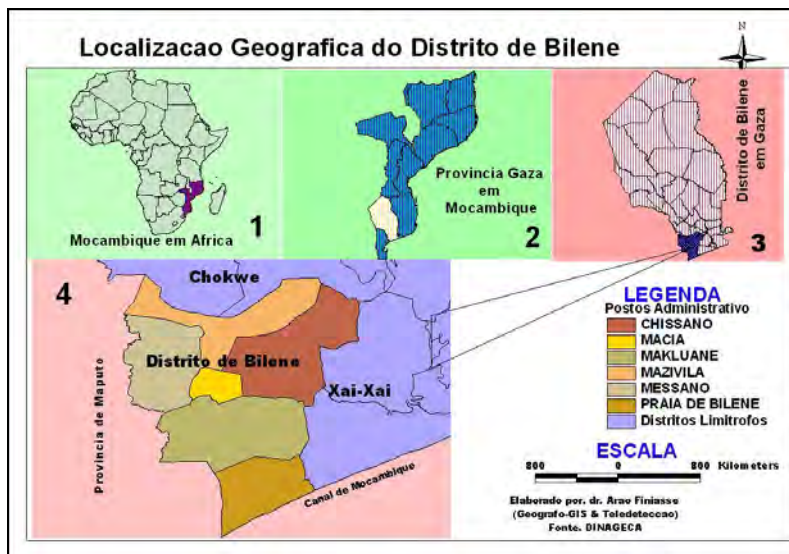 Localizacao Geografica do Distrito de Bilene
N
Mocambique em Africa
1
Provincia Gaza
em
Mocambique
2
Distrito de Bilene
em Gaza
3
4
Chokwe
Distrito de Bilene
Xai-Xai
Provincia de Maputo
Canal de Mocambique
LEGENDA
Postos Administrativo
CHISSANO
MACIA
MAKLUANE
MAZIVILA
MESSANO
PRAIA DE BILENE
Distritos Limitrofos
ESCALA
800 0 800 Kilometers
Elaborado por. dr. Arao Finiasse
(Geografo-GIS & Teledeteccao)
Fonte. DINAGECA